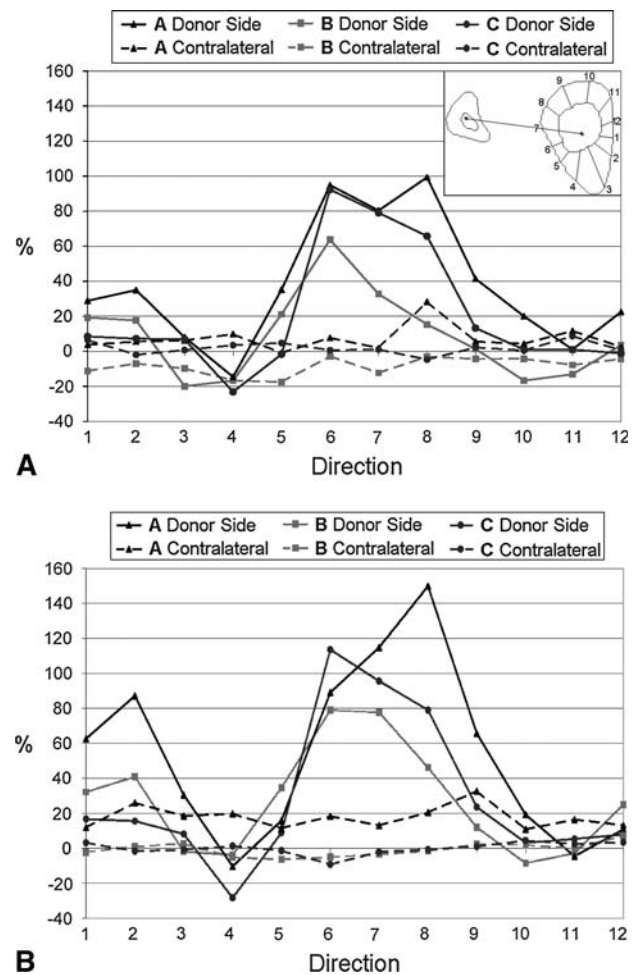 A Donor Side B Donor Side C Donor Side
A Contralateral B Contralateral C Contralateral
160
140
120
100
80
60
40
20
0
-20
-40
%
1 2 3 4 5 6 7 8 9 10 11 12
Direction
9 10 11 12 1 2 3 4 5 6 7 8
A
A Donor Side B Donor Side C Donor Side
A Contralateral B Contralateral C Contralateral
160
140
120
100
80
60
40
20
0
-20
-40
%
1 2 3 4 5 6 7 8 9 10 11 12
Direction
B